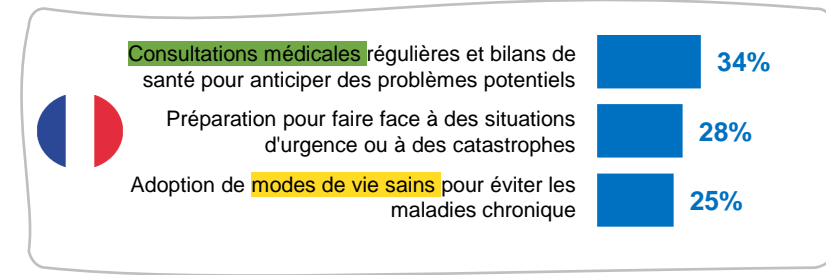 Consultations médicales régulières et bilans de
santé pour anticiper des problèmes potentiels
34%
Préparation pour faire face à des situations
d'urgence ou à des catastrophes
28%
Adoption de modes de vie sains pour éviter les
maladies chronique
25%